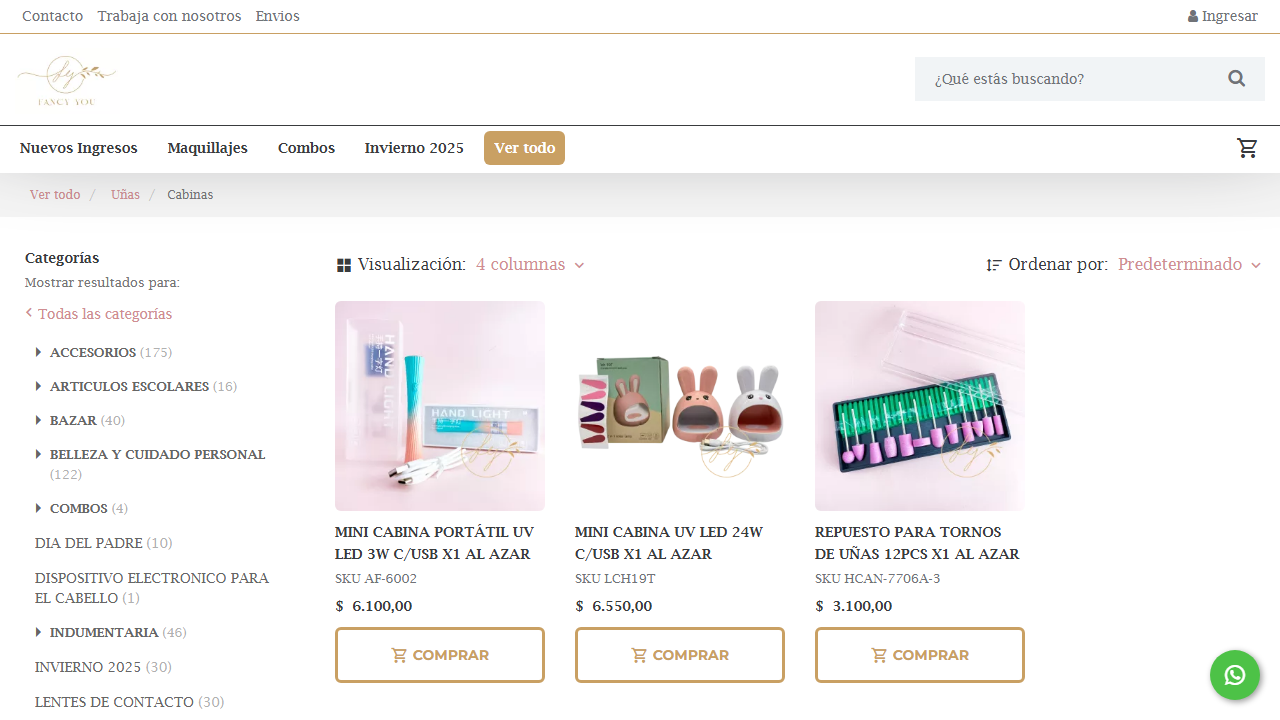 Contacto Trabaja con nosotros Envios
Ingresar
FANCY YOU
¿Qué estás buscando?
Nuevos Ingresos Maquillajes Combos Invierno 2025 Ver todo
Ver todo / Uñas / Cabinas
Categorías
Mostrar resultados para:
Todas las categorías
ACCESORIOS (175)
ARTICULOS ESCOLARES (16)
BAZAR (40)
BELLEZA Y CUIDADO PERSONAL
(122)
COMBOS (4)
DIA DEL PADRE (10)
DISPOSITIVO ELECTRONICO PARA
EL CABELLO (1)
INDUMENTARIA (46)
INVIERNO 2025 (30)
LENTES DE CONTACTO (30)
Visualización: 4 columnas
Ordenar por: Predeterminado
HAND LIGHT
HAND LIGHT
MINI CABINA PORTÁTIL UV
LED 3W C/USB X1 AL AZAR
SKU AF-6002
$ 6.100,00
COMPRAR
MINI CABINA UV LED 24W
C/USB X1 AL AZAR
SKU LCH19T
$ 6.550,00
COMPRAR
REPUESTO PARA TORNOS
DE UÑAS 12PCS X1 AL AZAR
SKU HCAN-7706A-3
$ 3.100,00
COMPRAR